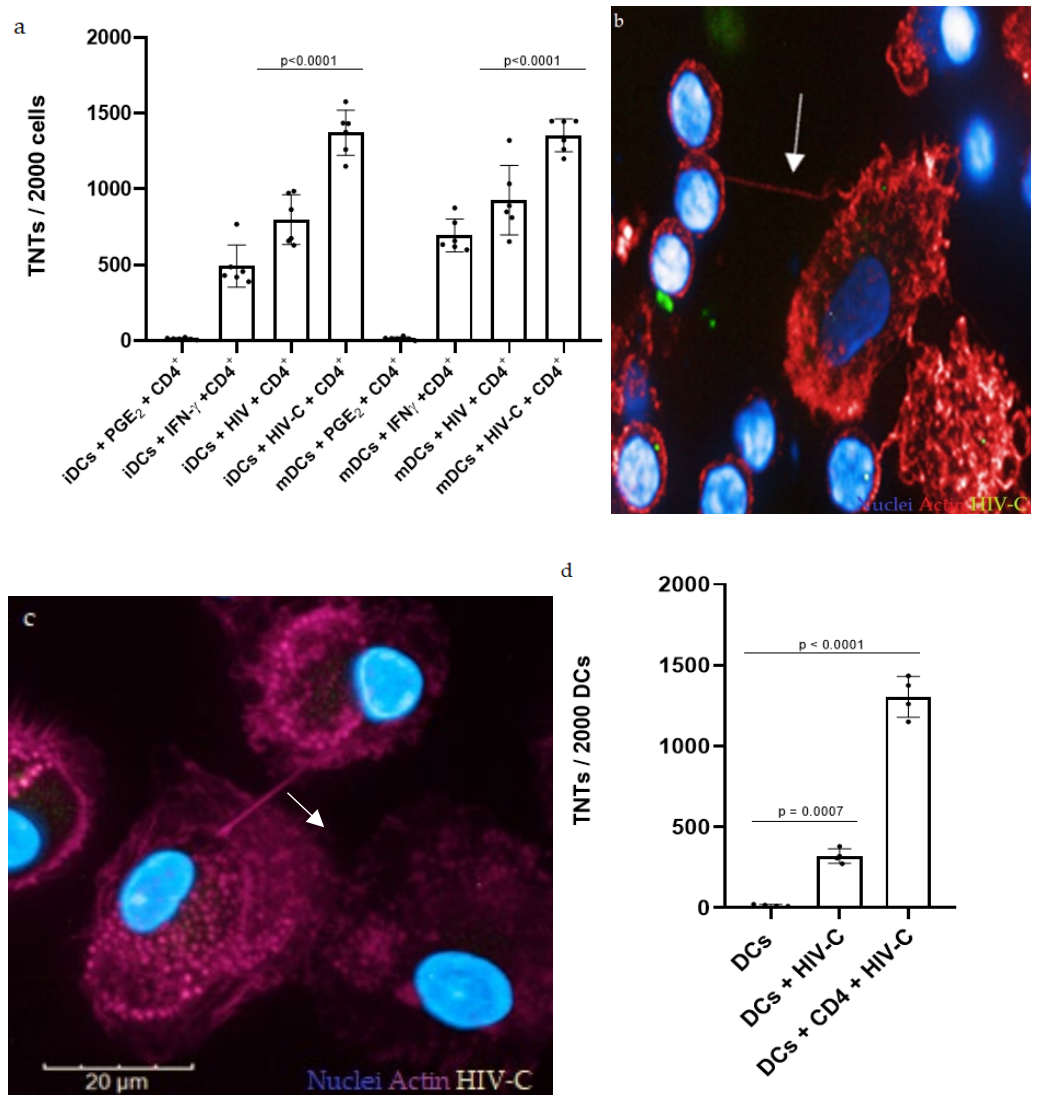 a
2000
1500
1000
500
0
TNTs / 2000 cells
p<0.0001
p<0.0001
iDCs + PGE₂ + CD4⁺
iDCs + IFN-γ +CD4⁺
iDCs + HIV + CD4⁺
iDCs + HIV-C + CD4⁺
mDCs + PGE₂ + CD4⁺
mDCs + IFNγ +CD4⁺
mDCs + HIV + CD4⁺
mDCs + HIV-C + CD4⁺
b
Nuclei Actin HIV-C
c
20 µm
Nuclei Actin HIV-C
d
2000
1500
1000
500
0
TNTs / 2000 DCs
p < 0.0001
p = 0.0007
DCs
DCs + HIV-C
DCs + CD4 + HIV-C